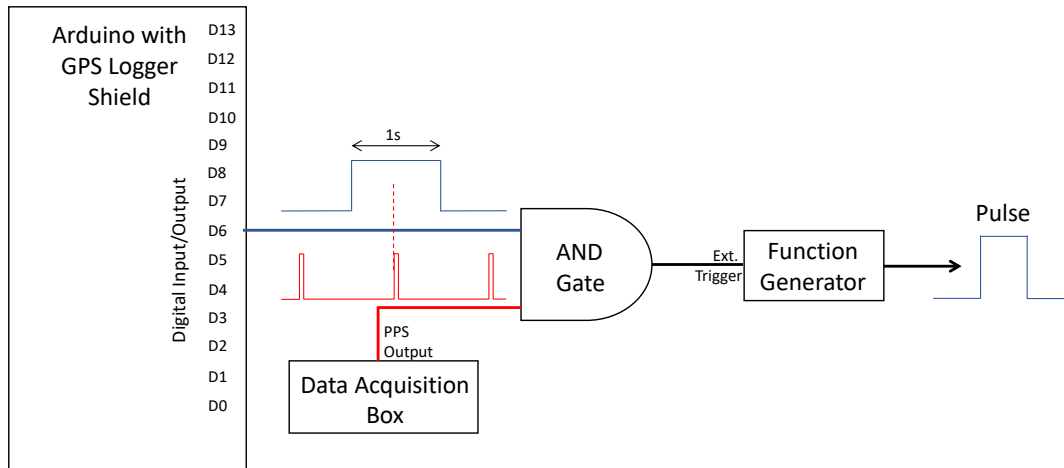 Arduino with
GPS Logger
Shield
Digital Input/Output
D13
D12
D11
D10
D9
D8
D7
D6
D5
D4
D3
D2
D1
D0
1s
PPS
Output
Data Acquisition
Box
AND
Gate
Ext.
Trigger
Function
Generator
Pulse